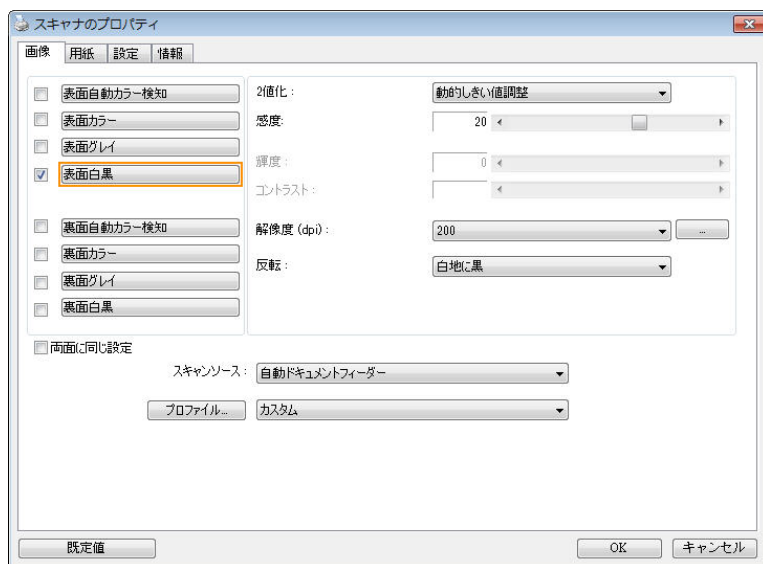 スキャナのプロパティ
画像 用紙 設定 情報
表面自動カラー検知 2値化: 動的しきい値調整
表面カラー 感度: 20
表面グレイ
輝度: 0
表面白黒
コントラスト:
裏面自動カラー検知 解像度 (dpi): 200 ...
裏面カラー
反転: 白地に黒
裏面グレイ
裏面白黒
両面に同じ設定
スキャンソース: 自動ドキュメントフィーダー
プロファイル... カスタム
既定値 OK キャンセル